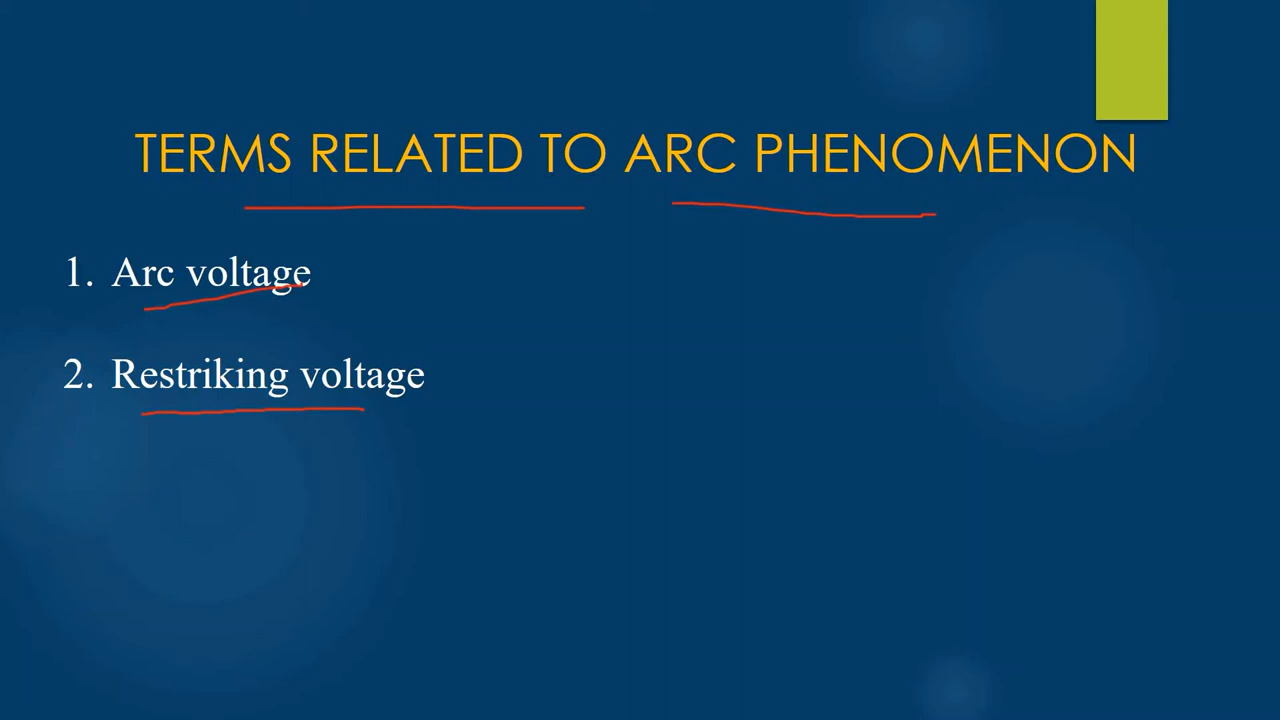 TERMS RELATED TO ARC PHENOMENON
1. Arc voltage
2. Restriking voltage